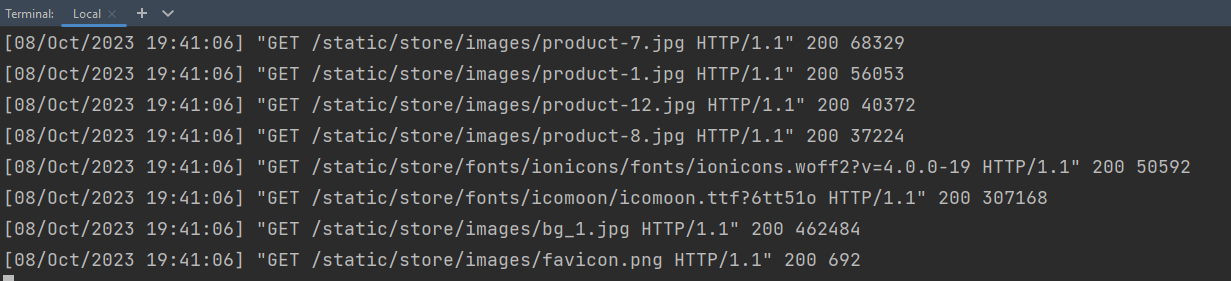 Terminal: Local
[08/Oct/2023 19:41:06] "GET /static/store/images/product-7.jpg HTTP/1.1" 200 68329
[08/Oct/2023 19:41:06] "GET /static/store/images/product-1.jpg HTTP/1.1" 200 56053
[08/Oct/2023 19:41:06] "GET /static/store/images/product-12.jpg HTTP/1.1" 200 40372
[08/Oct/2023 19:41:06] "GET /static/store/images/product-8.jpg HTTP/1.1" 200 37224
[08/Oct/2023 19:41:06] "GET /static/store/fonts/ionicons/fonts/ionicons.woff2?v=4.0.0-19 HTTP/1.1" 200 50592
[08/Oct/2023 19:41:06] "GET /static/store/fonts/icomoon/icomoon.ttf?6tt51o HTTP/1.1" 200 307168
[08/Oct/2023 19:41:06] "GET /static/store/images/bg_1.jpg HTTP/1.1" 200 462484
[08/Oct/2023 19:41:06] "GET /static/store/images/favicon.png HTTP/1.1" 200 692